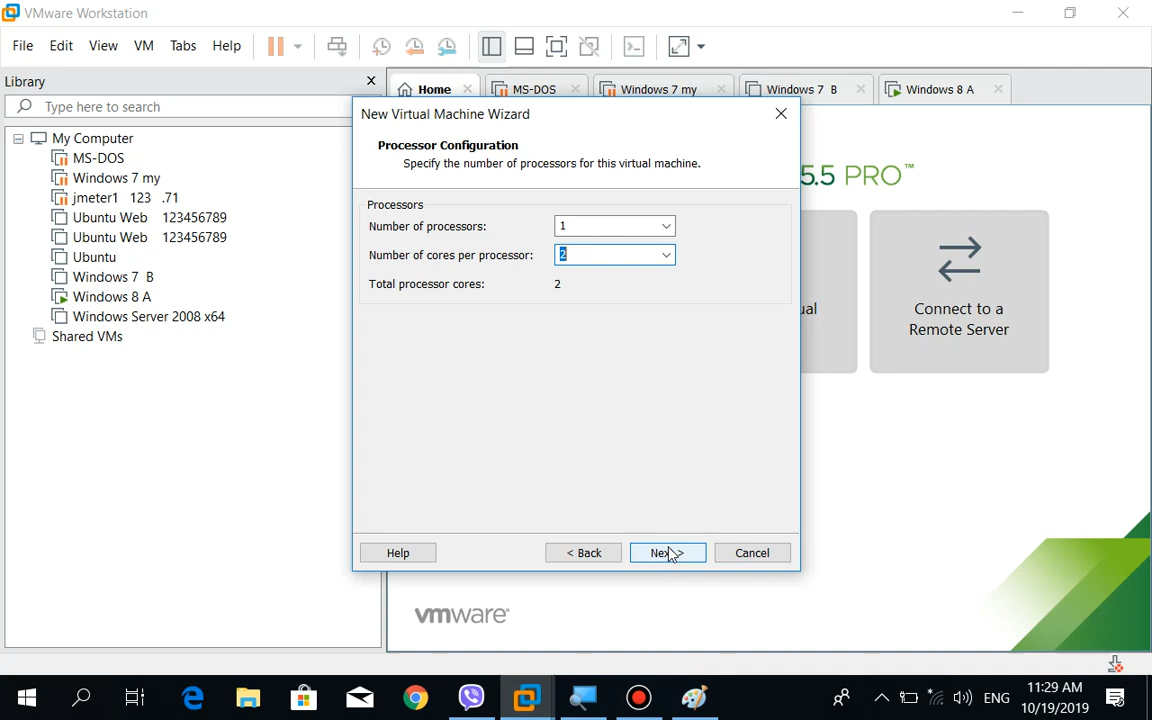 VMware Workstation
File Edit View VM Tabs Help
Library
Type here to search
My Computer
MS-DOS
Windows 7 my
jmeter1 123 .71
Ubuntu Web 123456789
Ubuntu Web 123456789
Ubuntu
Windows 7 B
Windows 8 A
Windows Server 2008 x64
Shared VMs
Home MS-DOS Windows 7 my Windows 7 B Windows 8 A
New Virtual Machine Wizard
Processor Configuration
Specify the number of processors for this virtual machine.
Processors
Number of processors: 1
Number of cores per processor: 2
Total processor cores: 2
Help < Back Next > Cancel
5.5 PRO™
ual
Connect to a
Remote Server
vmware®
ENG
11:29 AM
10/19/2019